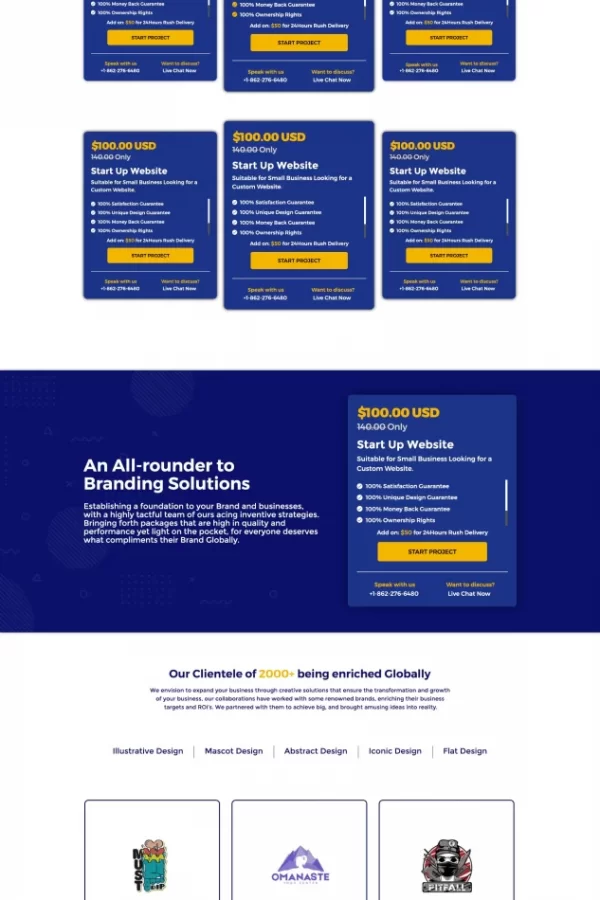 100% Money Back Guarantee
100% Ownership Rights
Add on: $50 for 24Hours Rush Delivery
START PROJECT
Speak with us Want to discuss?
+1-862-276-6480 Live Chat Now
100% Money Back Guarantee
100% Ownership Rights
Add on: $50 for 24Hours Rush Delivery
START PROJECT
Speak with us Want to discuss?
+1-862-276-6480 Live Chat Now
100% Money Back Guarantee
100% Ownership Rights
Add on: $50 for 24Hours Rush Delivery
START PROJECT
Speak with us Want to discuss?
+1-862-276-6480 Live Chat Now
$100.00 USD
140.00 Only
Start Up Website
Suitable for Small Business Looking for a
Custom Website.
100% Satisfaction Guarantee
100% Unique Design Guarantee
100% Money Back Guarantee
100% Ownership Rights
Add on: $50 for 24Hours Rush Delivery
START PROJECT
Speak with us Want to discuss?
+1-862-276-6480 Live Chat Now
$100.00 USD
140.00 Only
Start Up Website
Suitable for Small Business Looking for a
Custom Website.
100% Satisfaction Guarantee
100% Unique Design Guarantee
100% Money Back Guarantee
100% Ownership Rights
Add on: $50 for 24Hours Rush Delivery
START PROJECT
Speak with us Want to discuss?
+1-862-276-6480 Live Chat Now
$100.00 USD
140.00 Only
Start Up Website
Suitable for Small Business Looking for a
Custom Website.
100% Satisfaction Guarantee
100% Unique Design Guarantee
100% Money Back Guarantee
100% Ownership Rights
Add on: $50 for 24Hours Rush Delivery
START PROJECT
Speak with us Want to discuss?
+1-862-276-6480 Live Chat Now
An All-rounder to
Branding Solutions
Establishing a foundation to your Brand and businesses,
with a highly tactful team of ours acing inventive strategies.
Bringing forth packages that are high in quality and
performance yet light on the pocket, for everyone deserves
what compliments their Brand Globally.
$100.00 USD
140.00 Only
Start Up Website
Suitable for Small Business Looking for a
Custom Website.
100% Satisfaction Guarantee
100% Unique Design Guarantee
100% Money Back Guarantee
100% Ownership Rights
Add on: $50 for 24Hours Rush Delivery
START PROJECT
Speak with us Want to discuss?
+1-862-276-6480 Live Chat Now
Our Clientele of 2000+ being enriched Globally
We envision to expand your business through creative solutions that ensure the transformation and growth
of your business, our collaborations have worked with some renowned brands, enriching their business
targets and ROI's. We partnered with them to achieve big, and brought amusing ideas into reality.
Illustrative Design Mascot Design Abstract Design Iconic Design Flat Design
MUST
OMANASTE
PITFALL